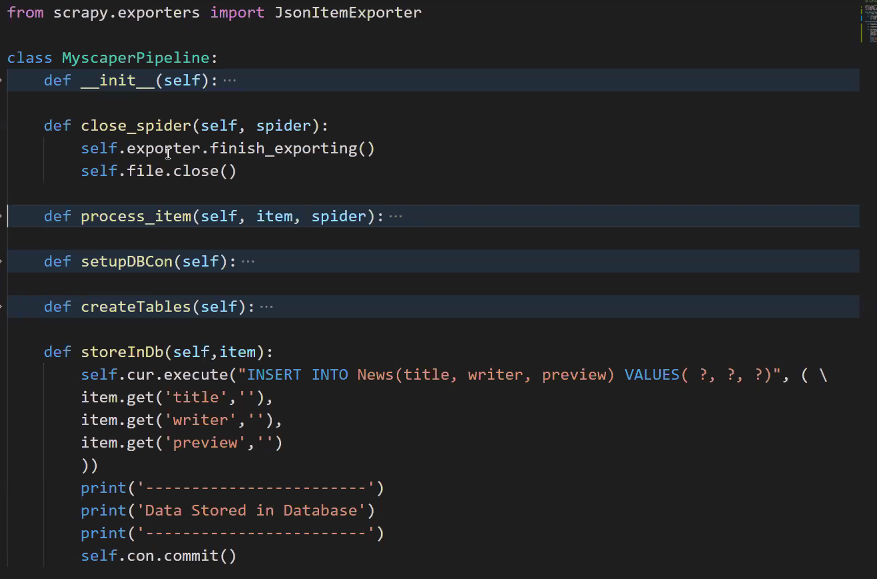 from scrapy.exporters import JsonItemExporter
class MyscaperPipeline:
def __init__(self): ···
def close_spider(self, spider):
self.exporter.finish_exporting()
self.file.close()
def process_item(self, item, spider): ···
def setupDBCon(self): ···
def createTables(self): ···
def storeInDb(self,item):
self.cur.execute("INSERT INTO News(title, writer, preview) VALUES( ?, ?, ?)", ( \
item.get('title',''),
item.get('writer',''),
item.get('preview','')
))
print('------------------------')
print('Data Stored in Database')
print('------------------------')
self.con.commit()